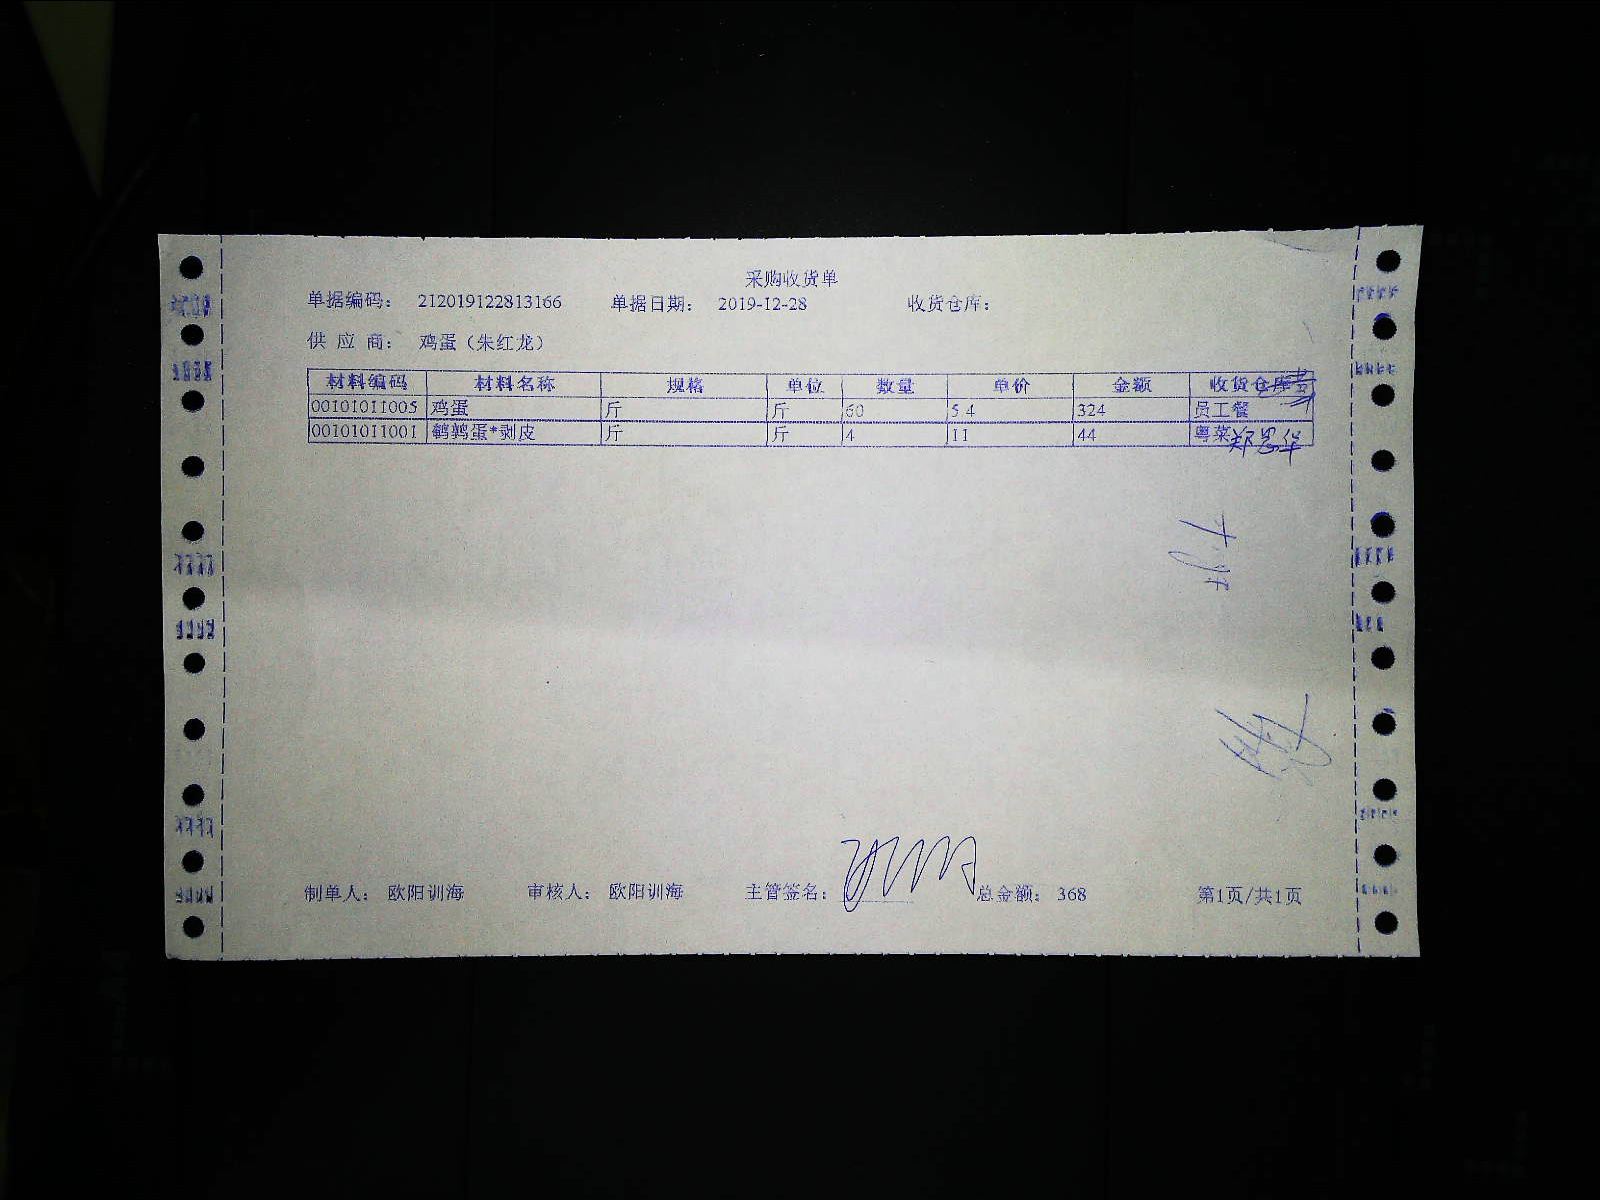 采购收货单
单据编码: 212019122813166 单据日期: 2019-12-28 收货仓库:
供 应 商: 鸡蛋（朱红龙）
材料编码 材料名称 规格 单位 数量 单价 金额 收货仓库
00101011005 鸡蛋 斤 斤 60 5.4 324 员工餐
00101011001 鹌鹑蛋*剥皮 斤 斤 4 11 44 粤菜
制单人: 欧阳训海 审核人: 欧阳训海 主管签名: 总金额: 368 第1页/共1页